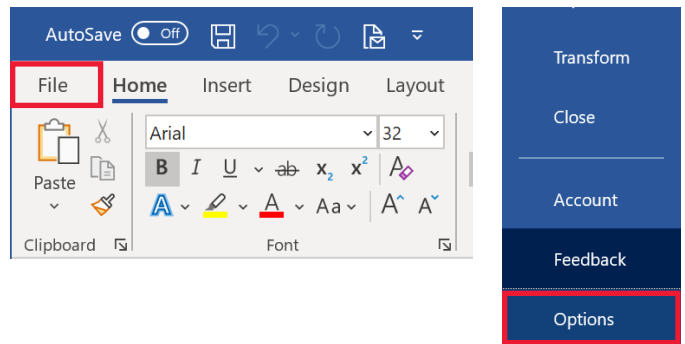 AutoSave Off
File Home Insert Design Layout
Arial 32
B I U ab x2 x2 A
Paste
A A Aa A A
Clipboard Font
Transform
Close
Account
Feedback
Options